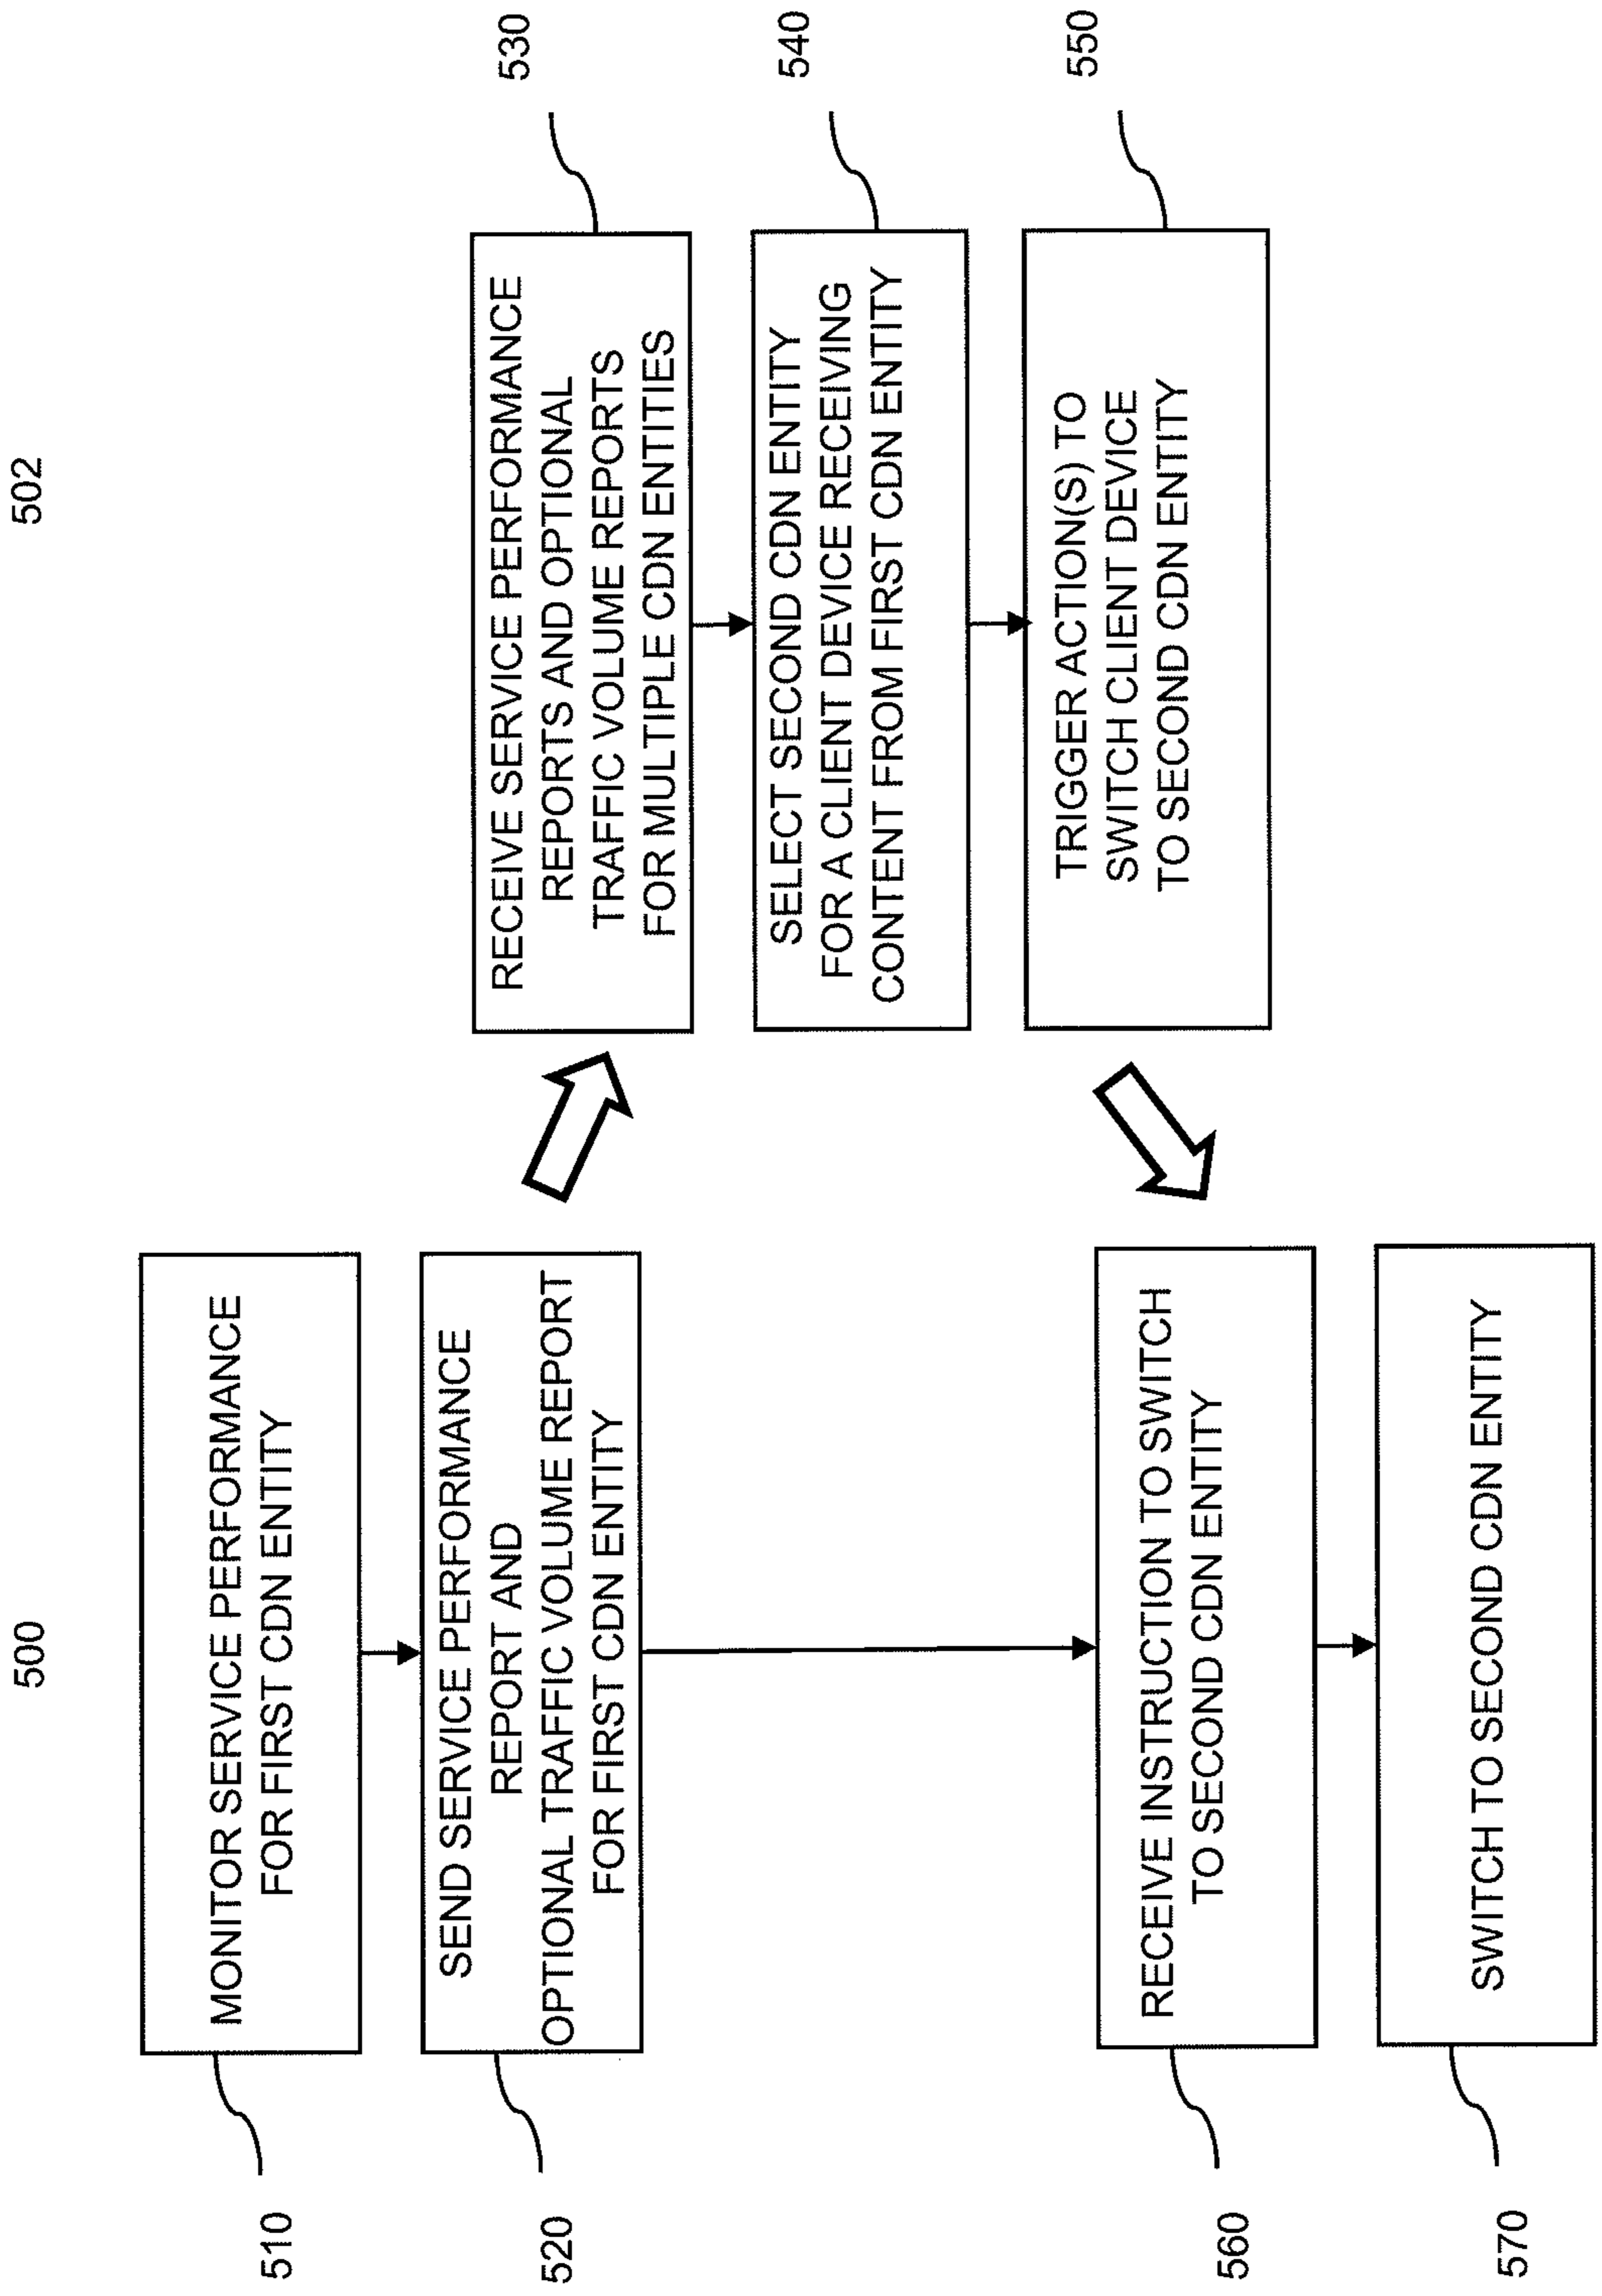 500
502
510
MONITOR SERVICE PERFORMANCE
FOR FIRST CDN ENTITY
520
SEND SERVICE PERFORMANCE
REPORT AND
OPTIONAL TRAFFIC VOLUME REPORT
FOR FIRST CDN ENTITY
530
RECEIVE SERVICE PERFORMANCE
REPORTS AND OPTIONAL
TRAFFIC VOLUME REPORTS
FOR MULTIPLE CDN ENTITIES
540
SELECT SECOND CDN ENTITY
FOR A CLIENT DEVICE RECEIVING
CONTENT FROM FIRST CDN ENTITY
550
TRIGGER ACTION(S) TO
SWITCH CLIENT DEVICE
TO SECOND CDN ENTITY
560
RECEIVE INSTRUCTION TO SWITCH
TO SECOND CDN ENTITY
570
SWITCH TO SECOND CDN ENTITY